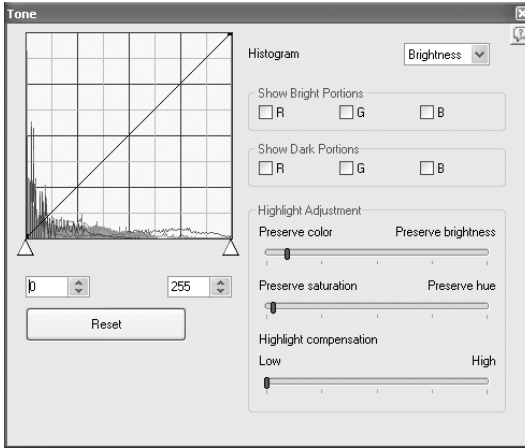 Tone
Histogram
Brightness
Show Bright Portions
R G B
Show Dark Portions
R G B
Highlight Adjustment
Preserve color Preserve brightness
0 255
Preserve saturation Preserve hue
Reset
Highlight compensation
Low High